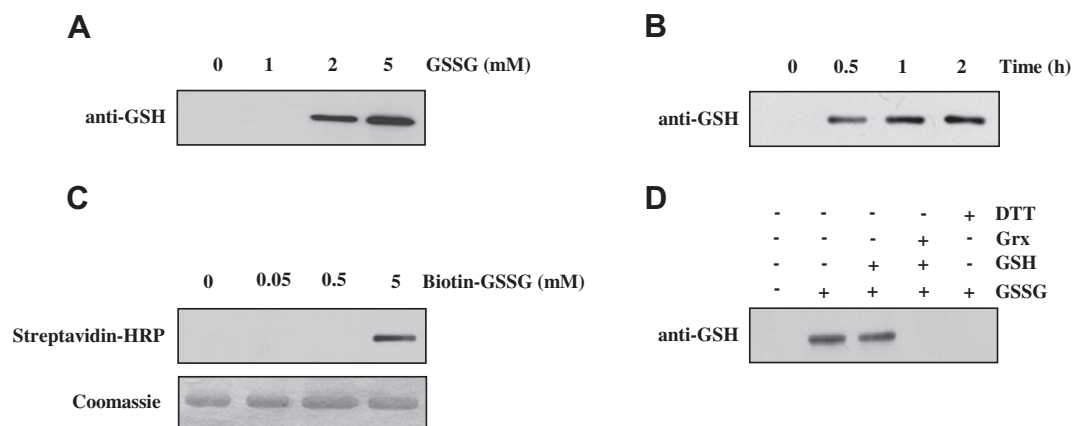 A
0 1 2 5 GSSG (mM)
anti-GSH
B
0 0.5 1 2 Time (h)
anti-GSH
C
0 0.05 0.5 5 Biotin-GSSG (mM)
Streptavidin-HRP
Coomassie
D
- - - - + DTT
- - - + - Grx
- - + + - GSH
- + + + + GSSG
anti-GSH